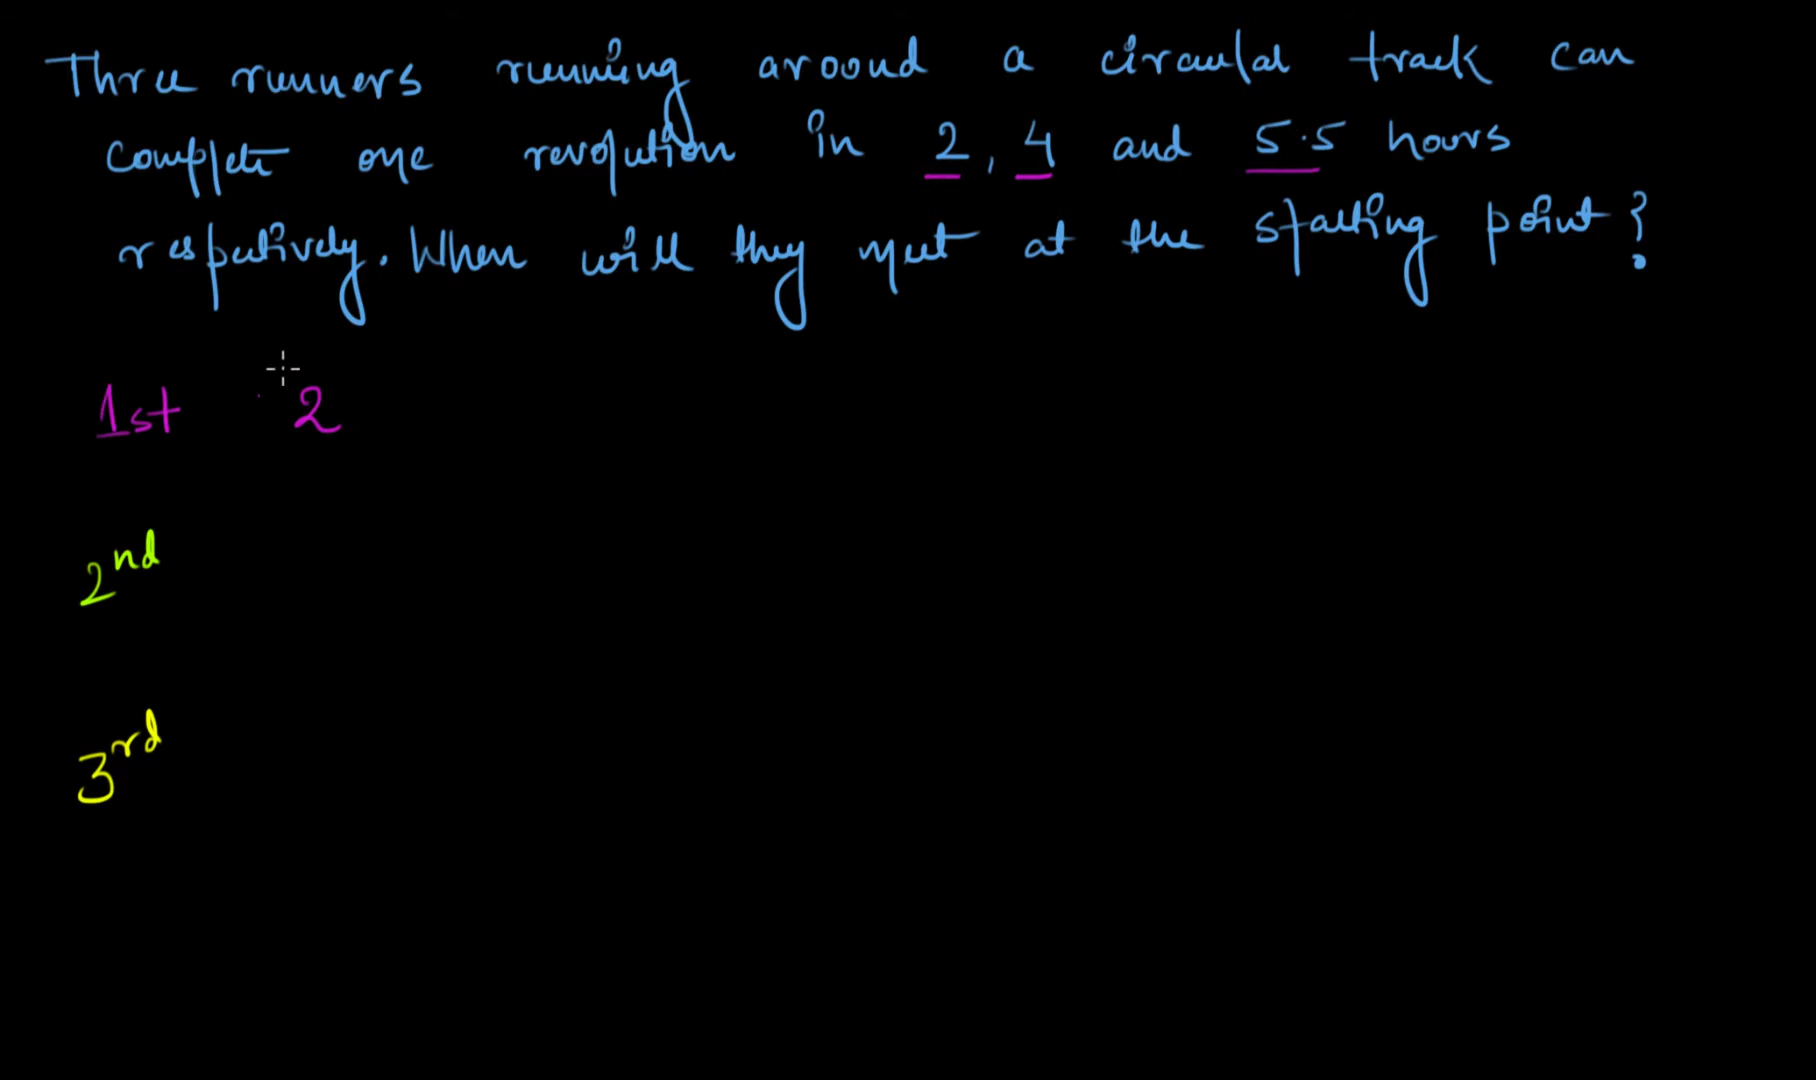 Three runners running around a circular track can
complete one revolution in 2, 4 and 5.5 hours
respectively. When will they meet at the starting point?
1st 2
2nd
3rd